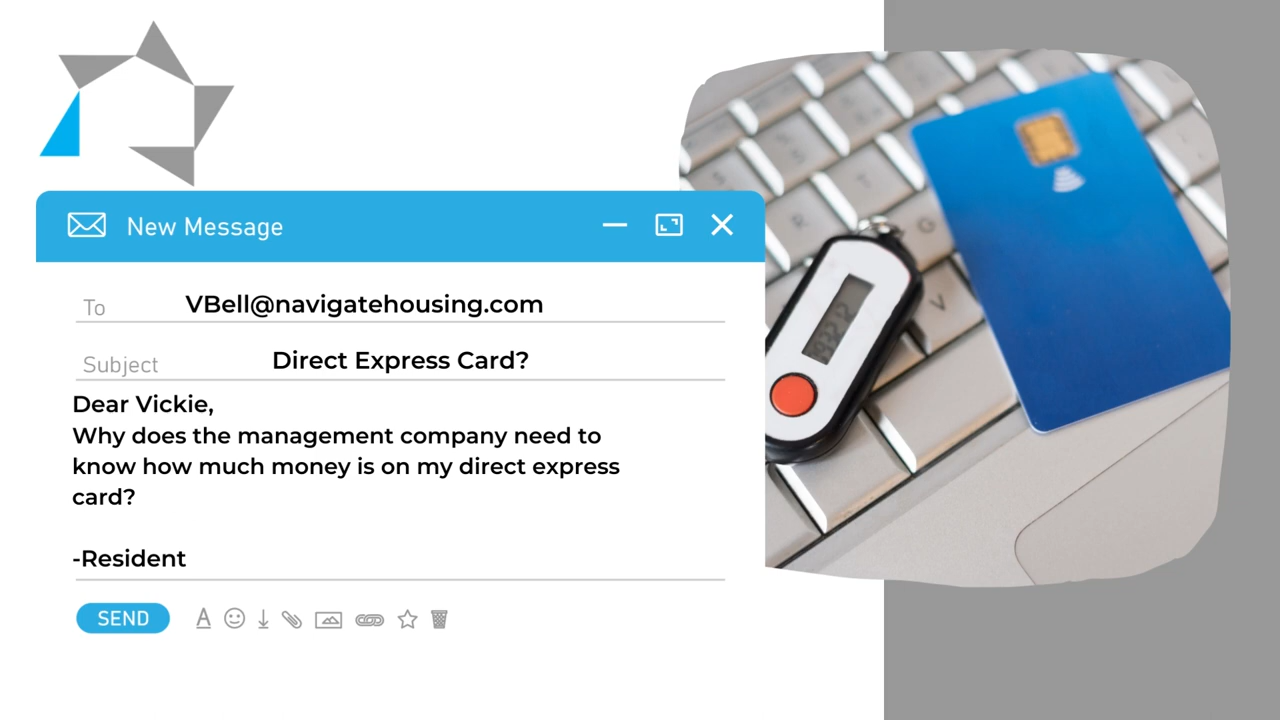 New Message
To VBell@navigatehousing.com
Subject Direct Express Card?
Dear Vickie,
Why does the management company need to
know how much money is on my direct express
card?
-Resident
SEND
A
G
V